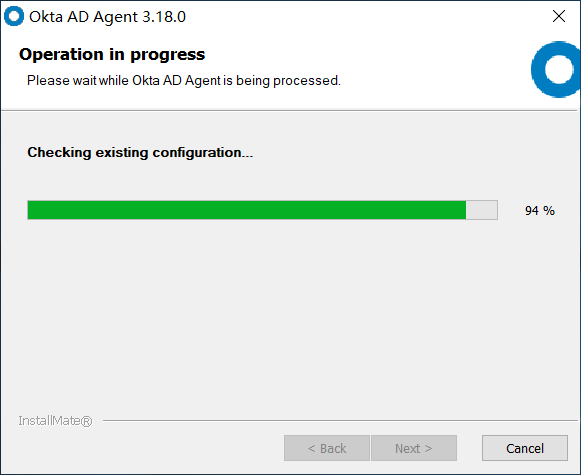 Okta AD Agent 3.18.0
Operation in progress
Please wait while Okta AD Agent is being processed.
Checking existing configuration...
94 %
InstallMate®
< Back
Next >
Cancel